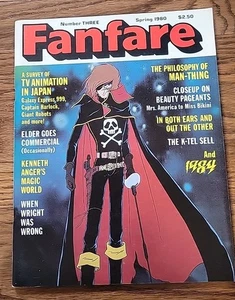 Number THREE
Spring 1980
$2.50
Fanfare
A SURVEY OF
TV ANIMATION
IN JAPAN
Galaxy Express 999,
Captain Harlock,
Giant Robots
and more!
ELDER GOES
COMMERCIAL
(Occasionally)
KENNETH
ANGER'S
MAGIC
WORLD
WHEN
WRIGHT
WAS
WRONG
THE PHILOSOPHY OF
MAN-THING
CLOSEUP ON
BEAUTY PAGEANTS
Mrs. America to Miss Bikini
IN BOTH EARS AND
OUT THE OTHER
THE K-TEL SELL
And
1984